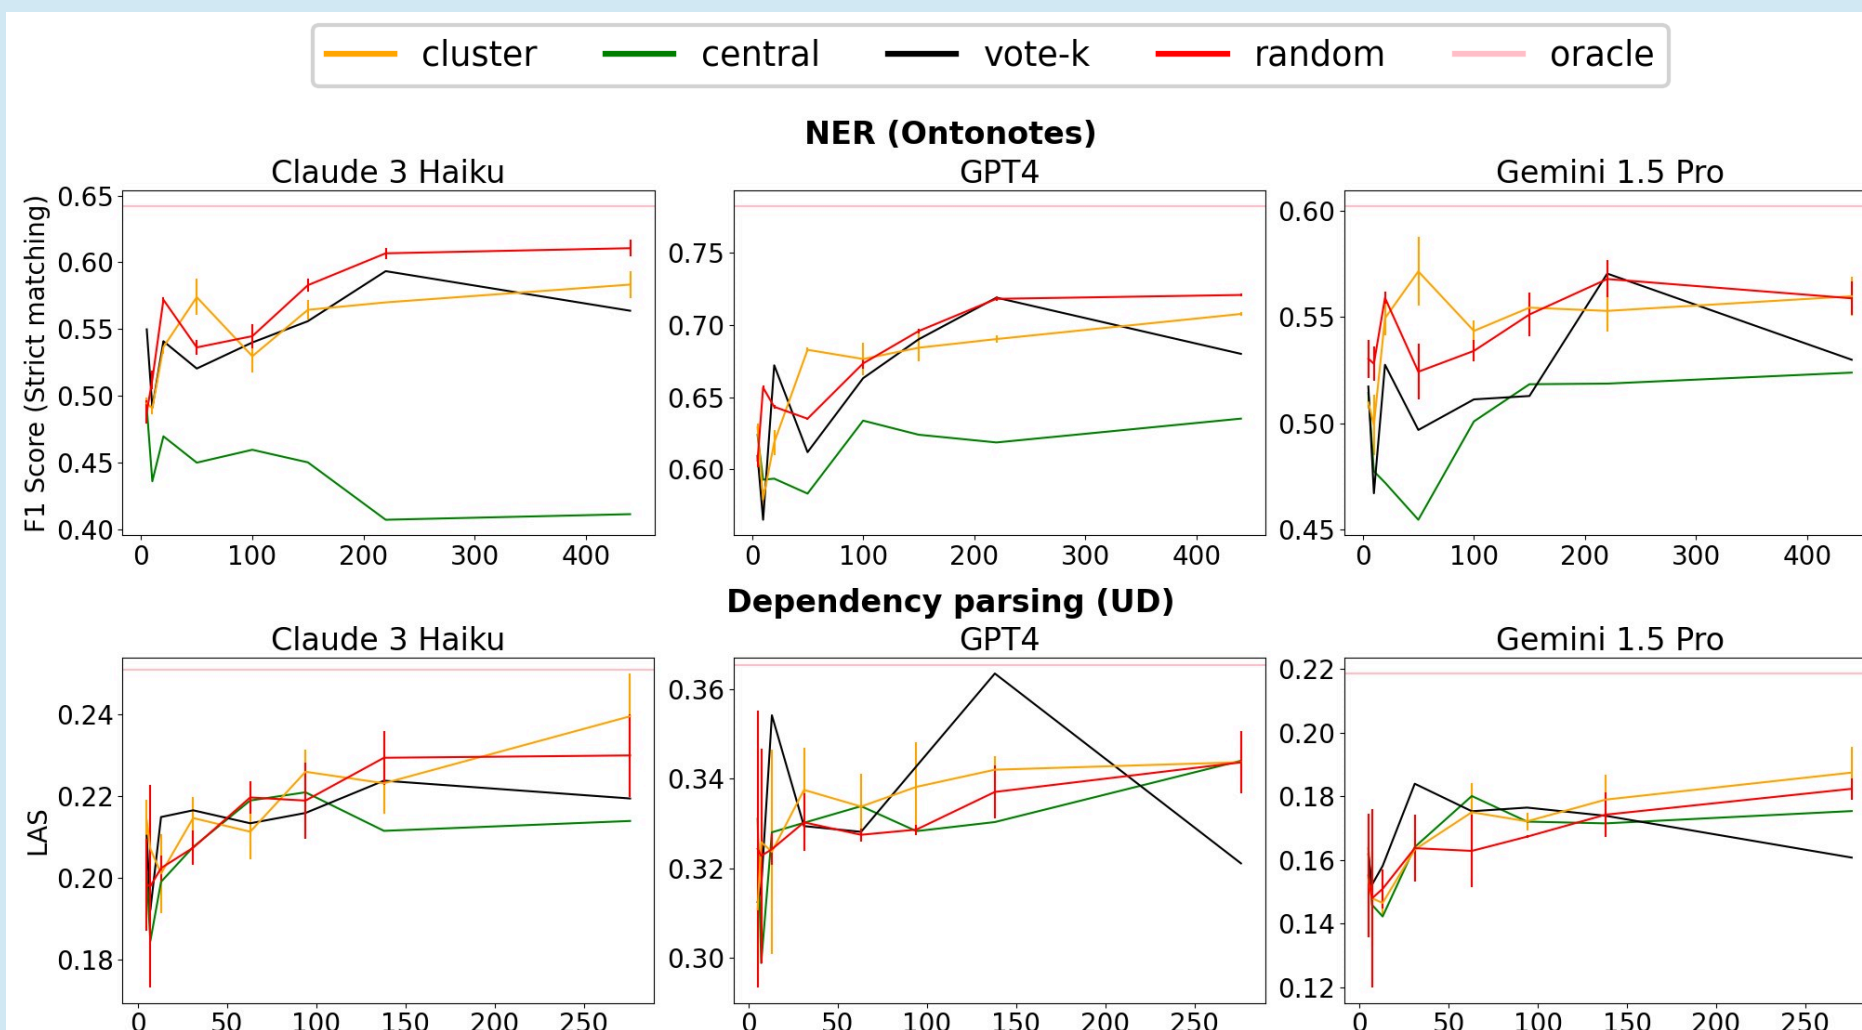 cluster central vote-k random oracle
NER (Ontonotes)
Claude 3 Haiku GPT4 Gemini 1.5 Pro
F1 Score (Strict matching)
0.65
0.60
0.55
0.50
0.45
0.40
0 100 200 300 400
0.75
0.70
0.65
0.60
0 100 200 300 400
0.60
0.55
0.50
0.45
0 100 200 300 400
Dependency parsing (UD)
Claude 3 Haiku GPT4 Gemini 1.5 Pro
LAS
0.24
0.22
0.20
0.18
0 50 100 150 200 250
0.36
0.34
0.32
0.30
0 50 100 150 200 250
0.22
0.20
0.18
0.16
0.14
0.12
0 50 100 150 200 250